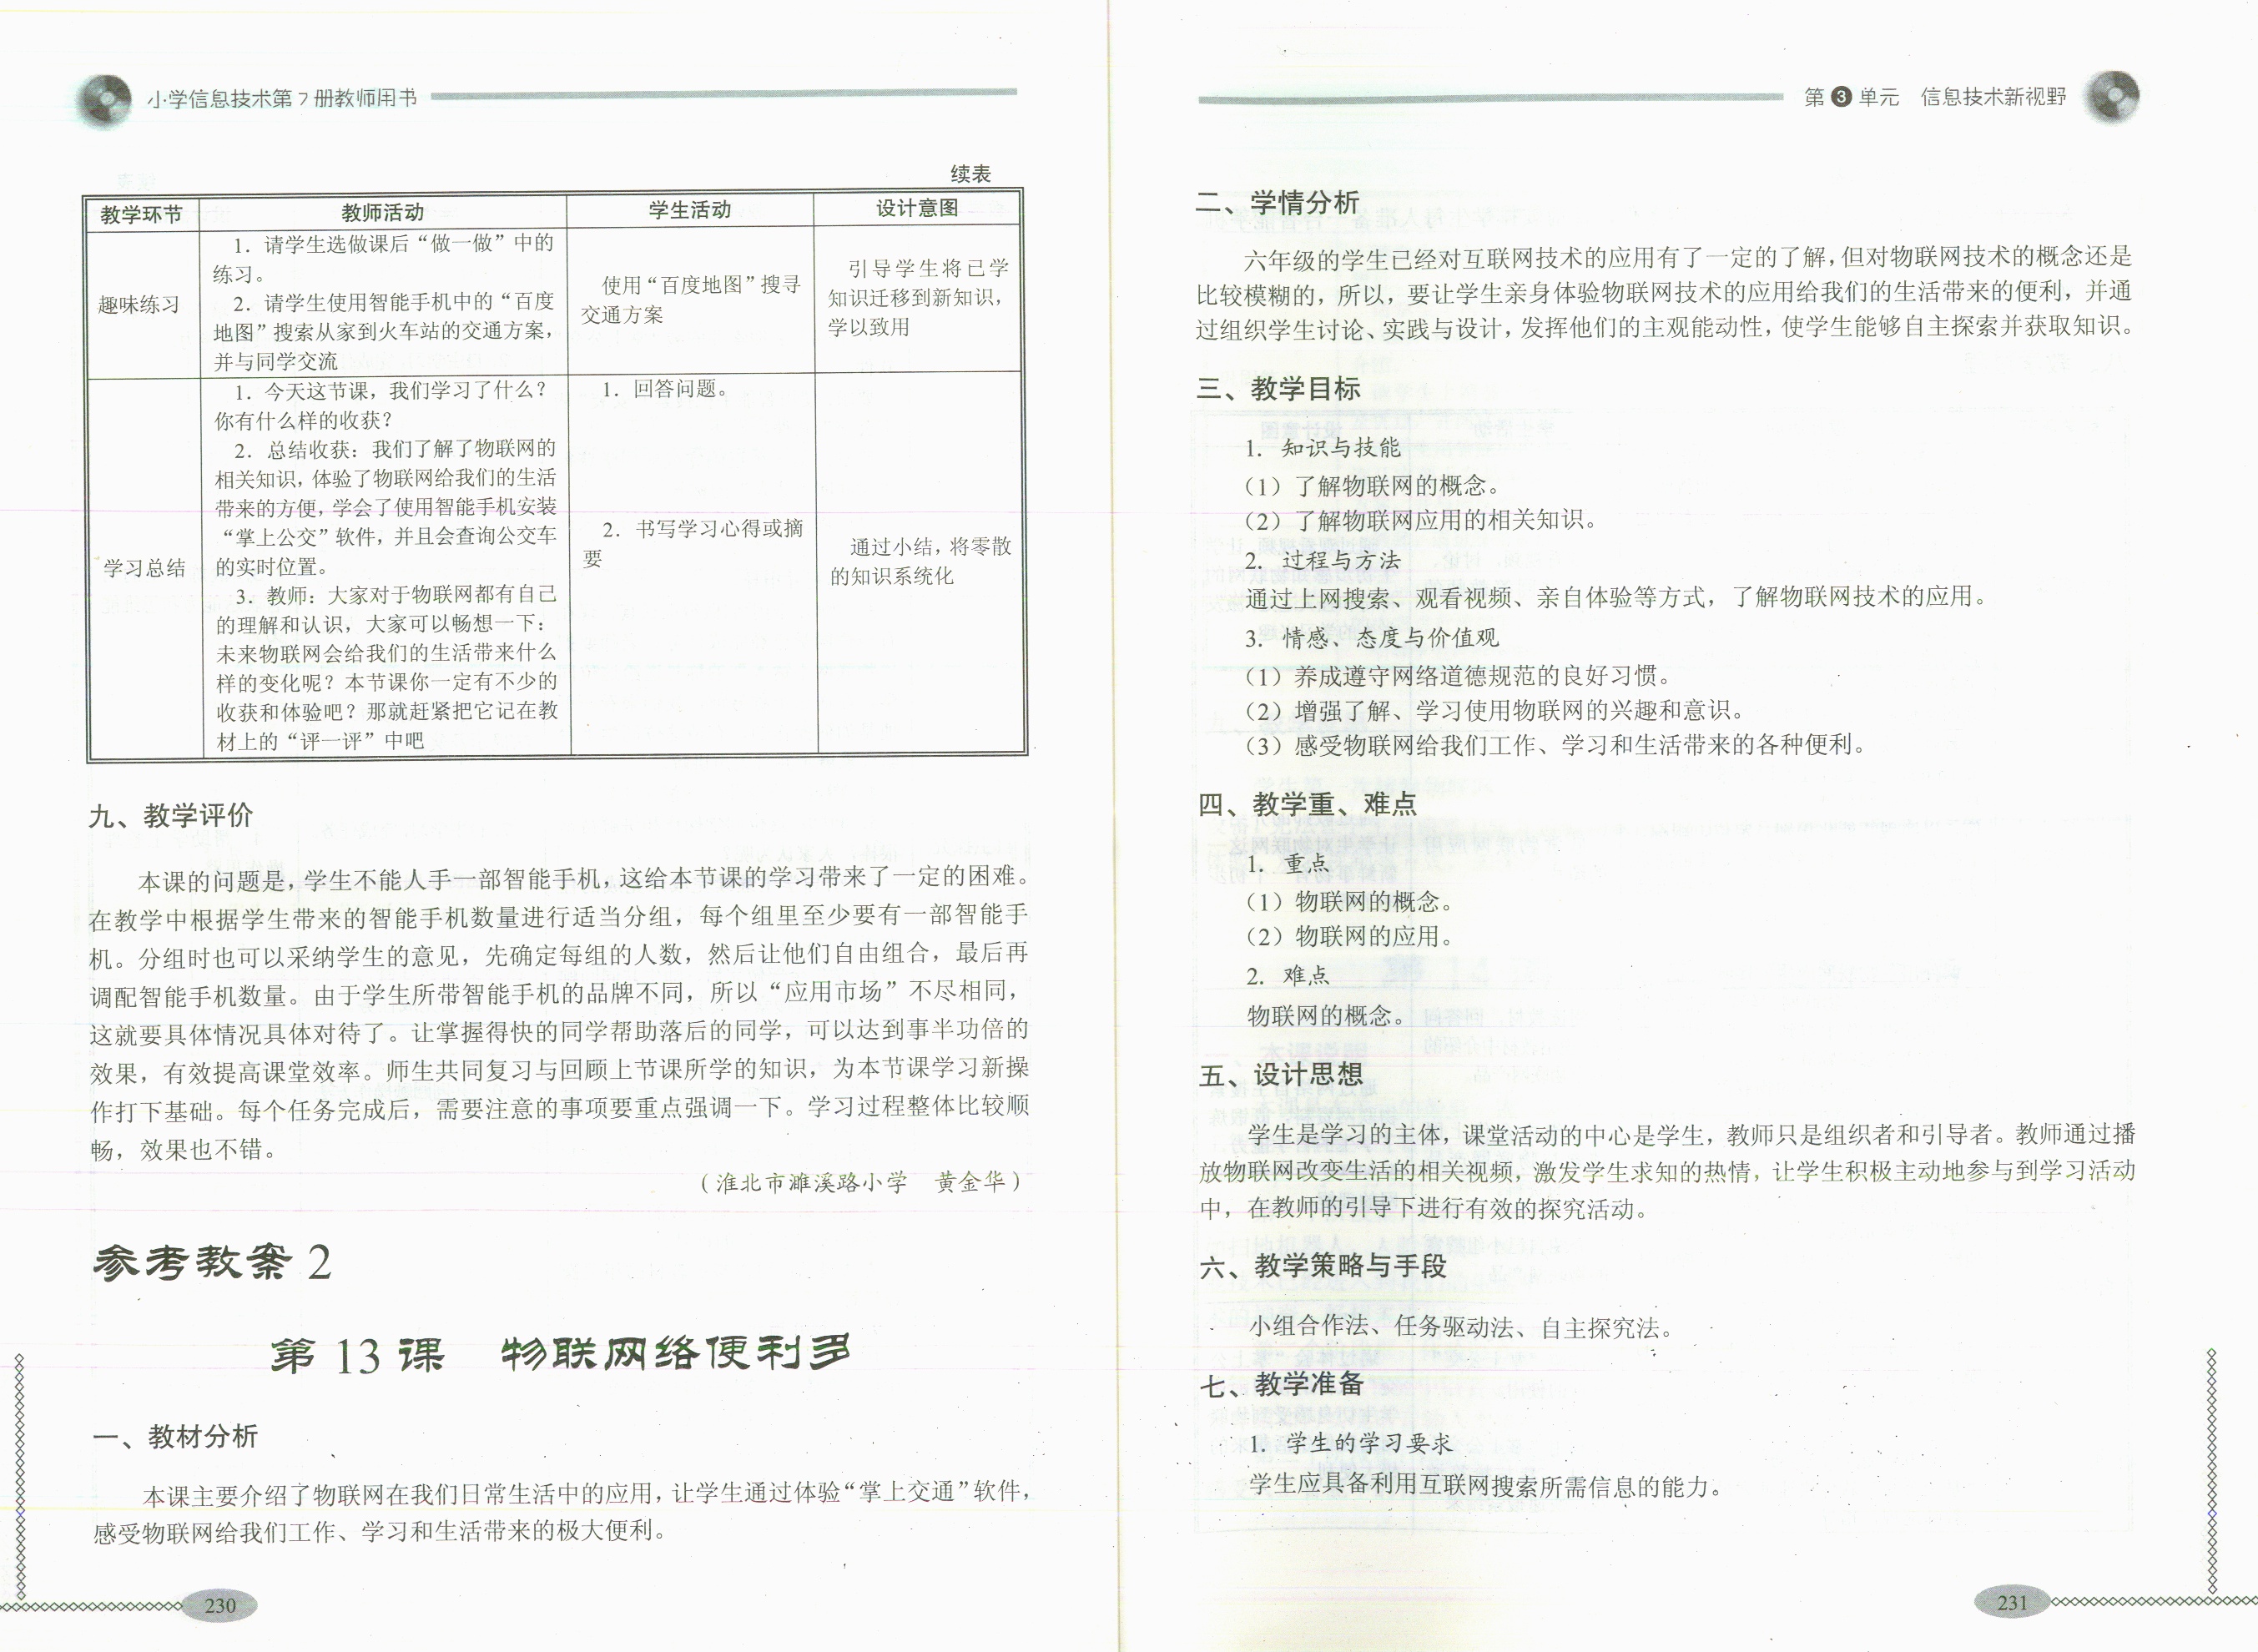 小学信息技术第7册教师用书
续表
教学环节 教师活动 学生活动 设计意图
趣味练习
1. 请学生选做课后“做一做”中的
练习。
2. 请学生使用智能手机中的“百度
地图”搜索从家到火车站的交通方案，
并与同学交流
使用“百度地图”搜寻
交通方案
引导学生将已学
知识迁移到新知识，
学以致用
学习总结
1. 今天这节课，我们学习了什么？
你有什么样的收获？
2. 总结收获：我们了解了物联网的
相关知识，体验了物联网给我们的生活
带来的方便，学会了使用智能手机安装
“掌上公交”软件，并且会查询公交车
的实时位置。
3. 教师：大家对于物联网都有自己
的理解和认识，大家可以畅想一下：
未来物联网会给我们的生活带来什么
样的变化呢？本节课你一定有不少的
收获和体验吧？那就赶紧把它记在教
材上的“评一评”中吧
1. 回答问题。
2. 书写学习心得或摘
要
通过小结，将零散
的知识系统化
九、教学评价
本课的问题是，学生不能人手一部智能手机，这给本节课的学习带来了一定的困难。
在教学中根据学生带来的智能手机数量进行适当分组，每个组里至少要有一部智能手
机。分组时也可以采纳学生的意见，先确定每组的人数，然后让他们自由组合，最后再
调配智能手机数量。由于学生所带智能手机的品牌不同，所以“应用市场”不尽相同，
这就要具体情况具体对待了。让掌握得快的同学帮助落后的同学，可以达到事半功倍的
效果，有效提高课堂效率。师生共同复习与回顾上节课所学的知识，为本节课学习新操
作打下基础。每个任务完成后，需要注意的事项要重点强调一下。学习过程整体比较顺
畅，效果也不错。
（淮北市濉溪路小学 黄金华）
参考教案 2
第 13 课 物联网络便利多
一、教材分析
本课主要介绍了物联网在我们日常生活中的应用，让学生通过体验“掌上交通”软件，
感受物联网给我们工作、学习和生活带来的极大便利。
230
第3单元 信息技术新视野
二、学情分析
六年级的学生已经对互联网技术的应用有了一定的了解，但对物联网技术的概念还是
比较模糊的，所以，要让学生亲身体验物联网技术的应用给我们的生活带来的便利，并通
过组织学生讨论、实践与设计，发挥他们的主观能动性，使学生能够自主探索并获取知识。
三、教学目标
1. 知识与技能
（1）了解物联网的概念。
（2）了解物联网应用的相关知识。
2. 过程与方法
通过上网搜索、观看视频、亲自体验等方式，了解物联网技术的应用。
3. 情感、态度与价值观
（1）养成遵守网络道德规范的良好习惯。
（2）增强了解、学习使用物联网的兴趣和意识。
（3）感受物联网给我们工作、学习和生活带来的各种便利。
四、教学重、难点
1. 重点
（1）物联网的概念。
（2）物联网的应用。
2. 难点
物联网的概念。
五、设计思想
学生是学习的主体，课堂活动的中心是学生，教师只是组织者和引导者。教师通过播
放物联网改变生活的相关视频，激发学生求知的热情，让学生积极主动地参与到学习活动
中，在教师的引导下进行有效的探究活动。
六、教学策略与手段
小组合作法、任务驱动法、自主探究法。
七、教学准备
1. 学生的学习要求
学生应具备利用互联网搜索所需信息的能力。
231